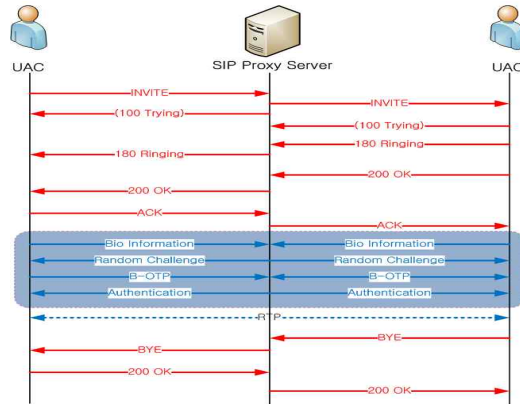 UAC SIP Proxy Server UAC
INVITE
INVITE
(100 Trying)
(100 Trying)
180 Ringing
180 Ringing
200 OK
200 OK
ACK
ACK
Bio Information Bio Information
Random Challenge Random Challenge
B-OTP B-OTP
Authentication Authentication
RTP
BYE
BYE
200 OK
200 OK